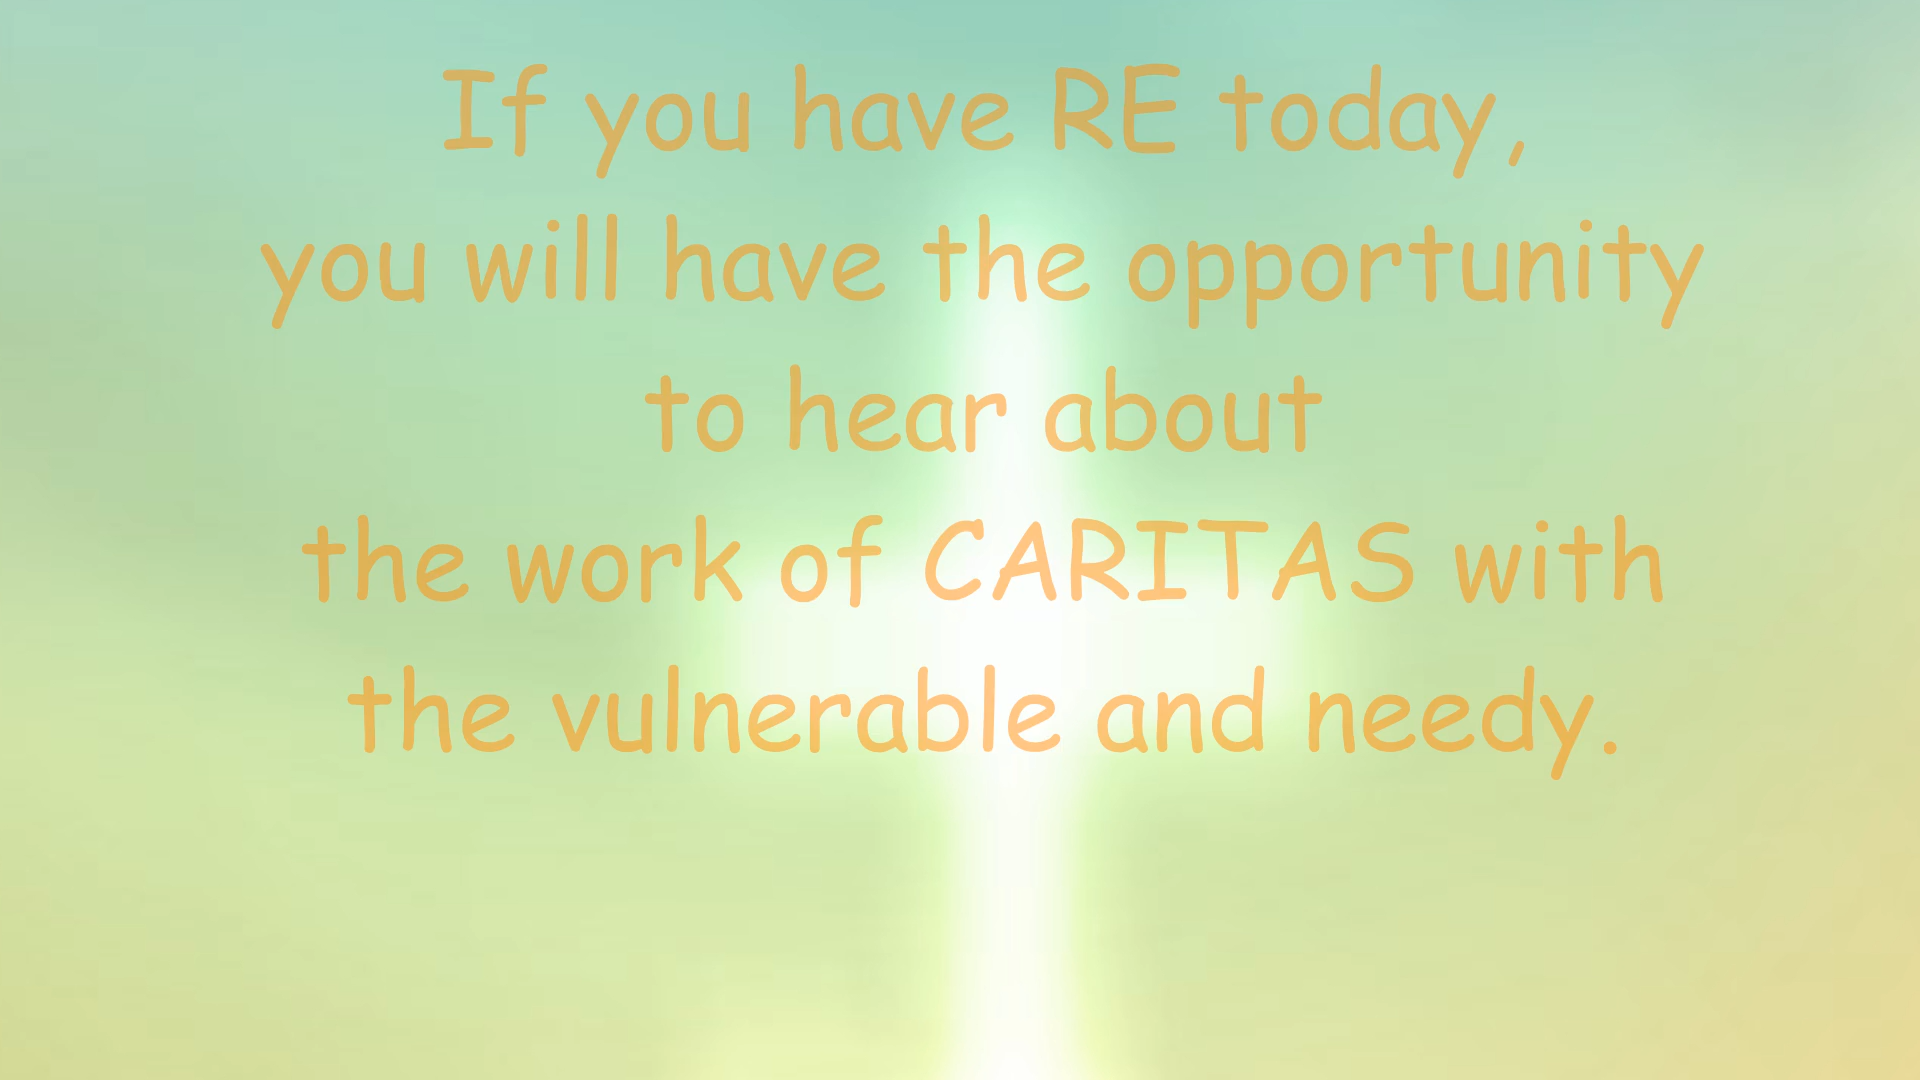 If you have RE today,
you will have the opportunity
to hear about
the work of CARITAS with
the vulnerable and needy.